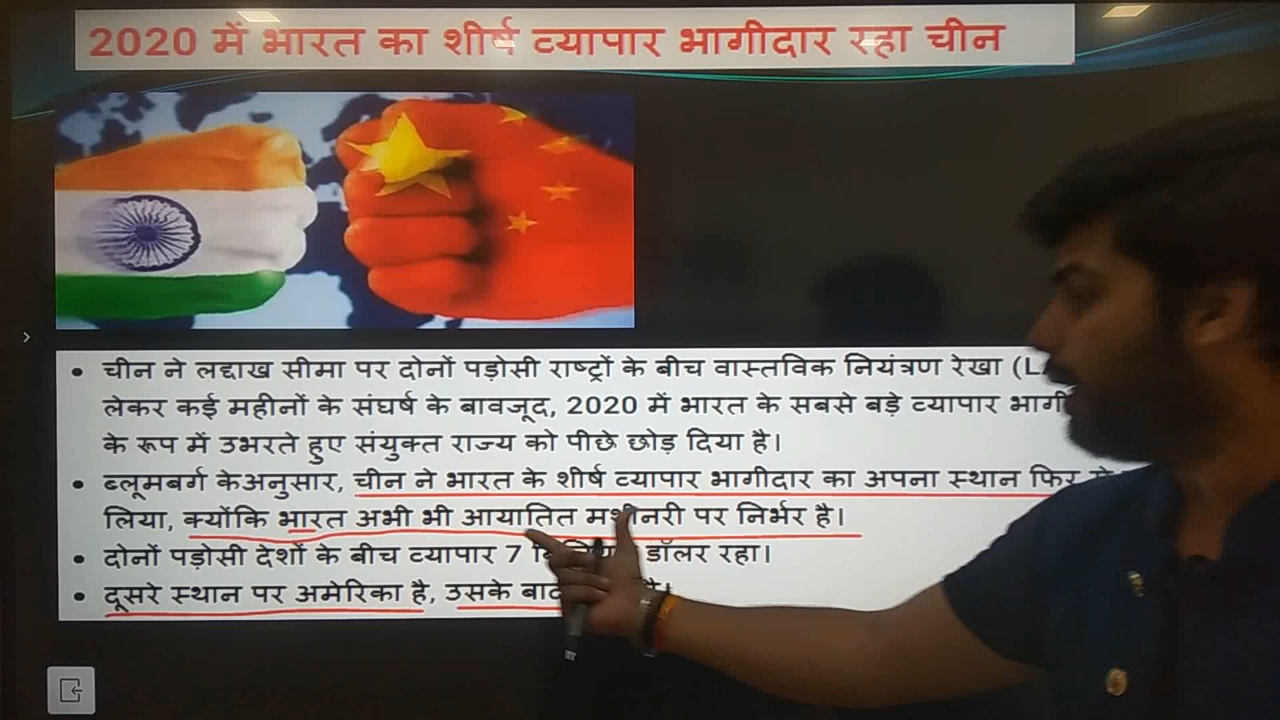 2020 में भारत का शीर्ष व्यापार भागीदार रहा चीन
• चीन ने लद्दाख सीमा पर दोनों पड़ोसी राष्ट्रों के बीच वास्तविक नियंत्रण रेखा
लेकर कई महीनों के संघर्ष के बावजूद, 2020 में भारत के सबसे बड़े व्यापार
के रूप में उभरते हुए संयुक्त राज्य को पीछे छोड़ दिया है।
• ब्लूमबर्ग केअनुसार, चीन ने भारत के शीर्ष व्यापार भागीदार का अपना स्थान फिर
लिया, क्योंकि भारत अभी भी आयातित मशीनरी पर निर्भर है।
• दोनों पड़ोसी देशों के बीच व्यापार 7 डॉलर रहा।
• दूसरे स्थान पर अमेरिका है, उसके बाद है।